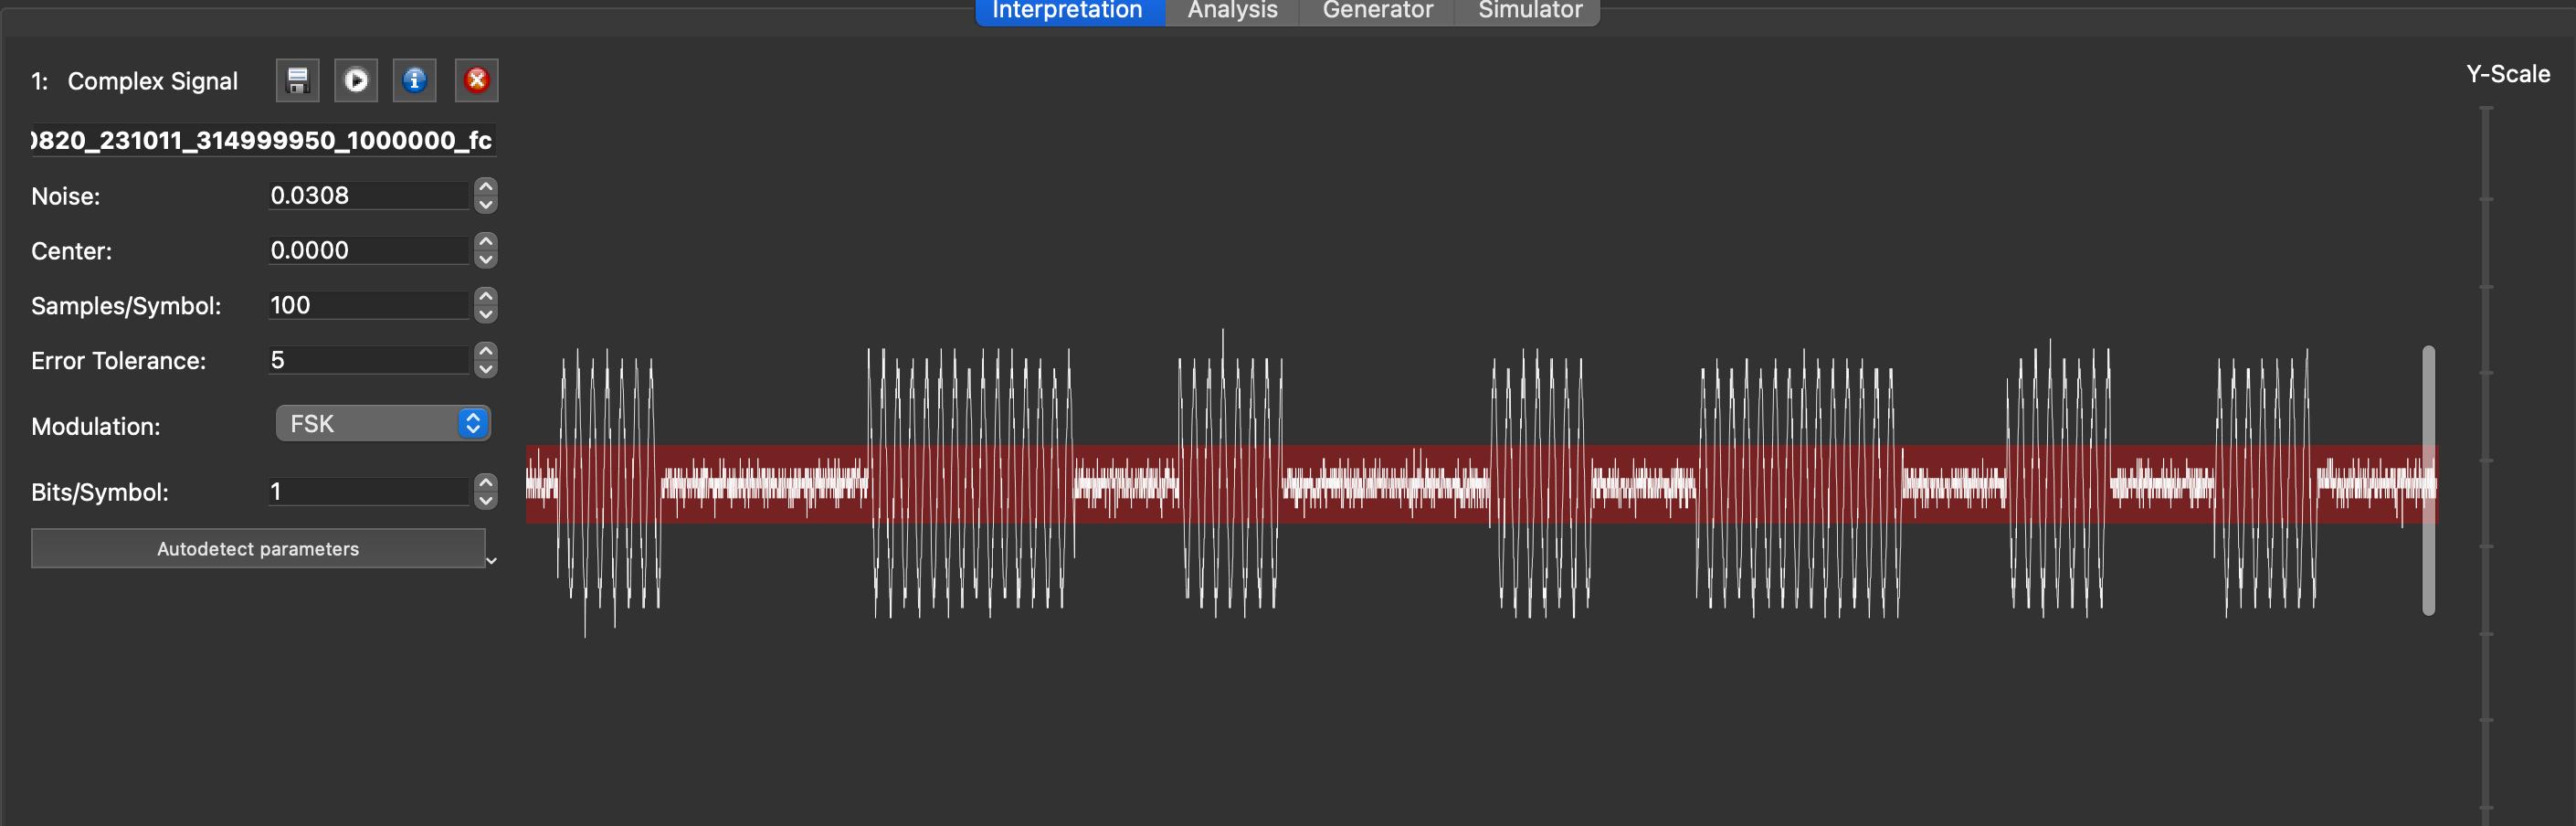 Interpretation Analysis Generator Simulator
1: Complex Signal
Y-Scale
0820_231011_314999950_1000000_fc
Noise: 0.0308
Center: 0.0000
Samples/Symbol: 100
Error Tolerance: 5
Modulation: FSK
Bits/Symbol: 1
Autodetect parameters